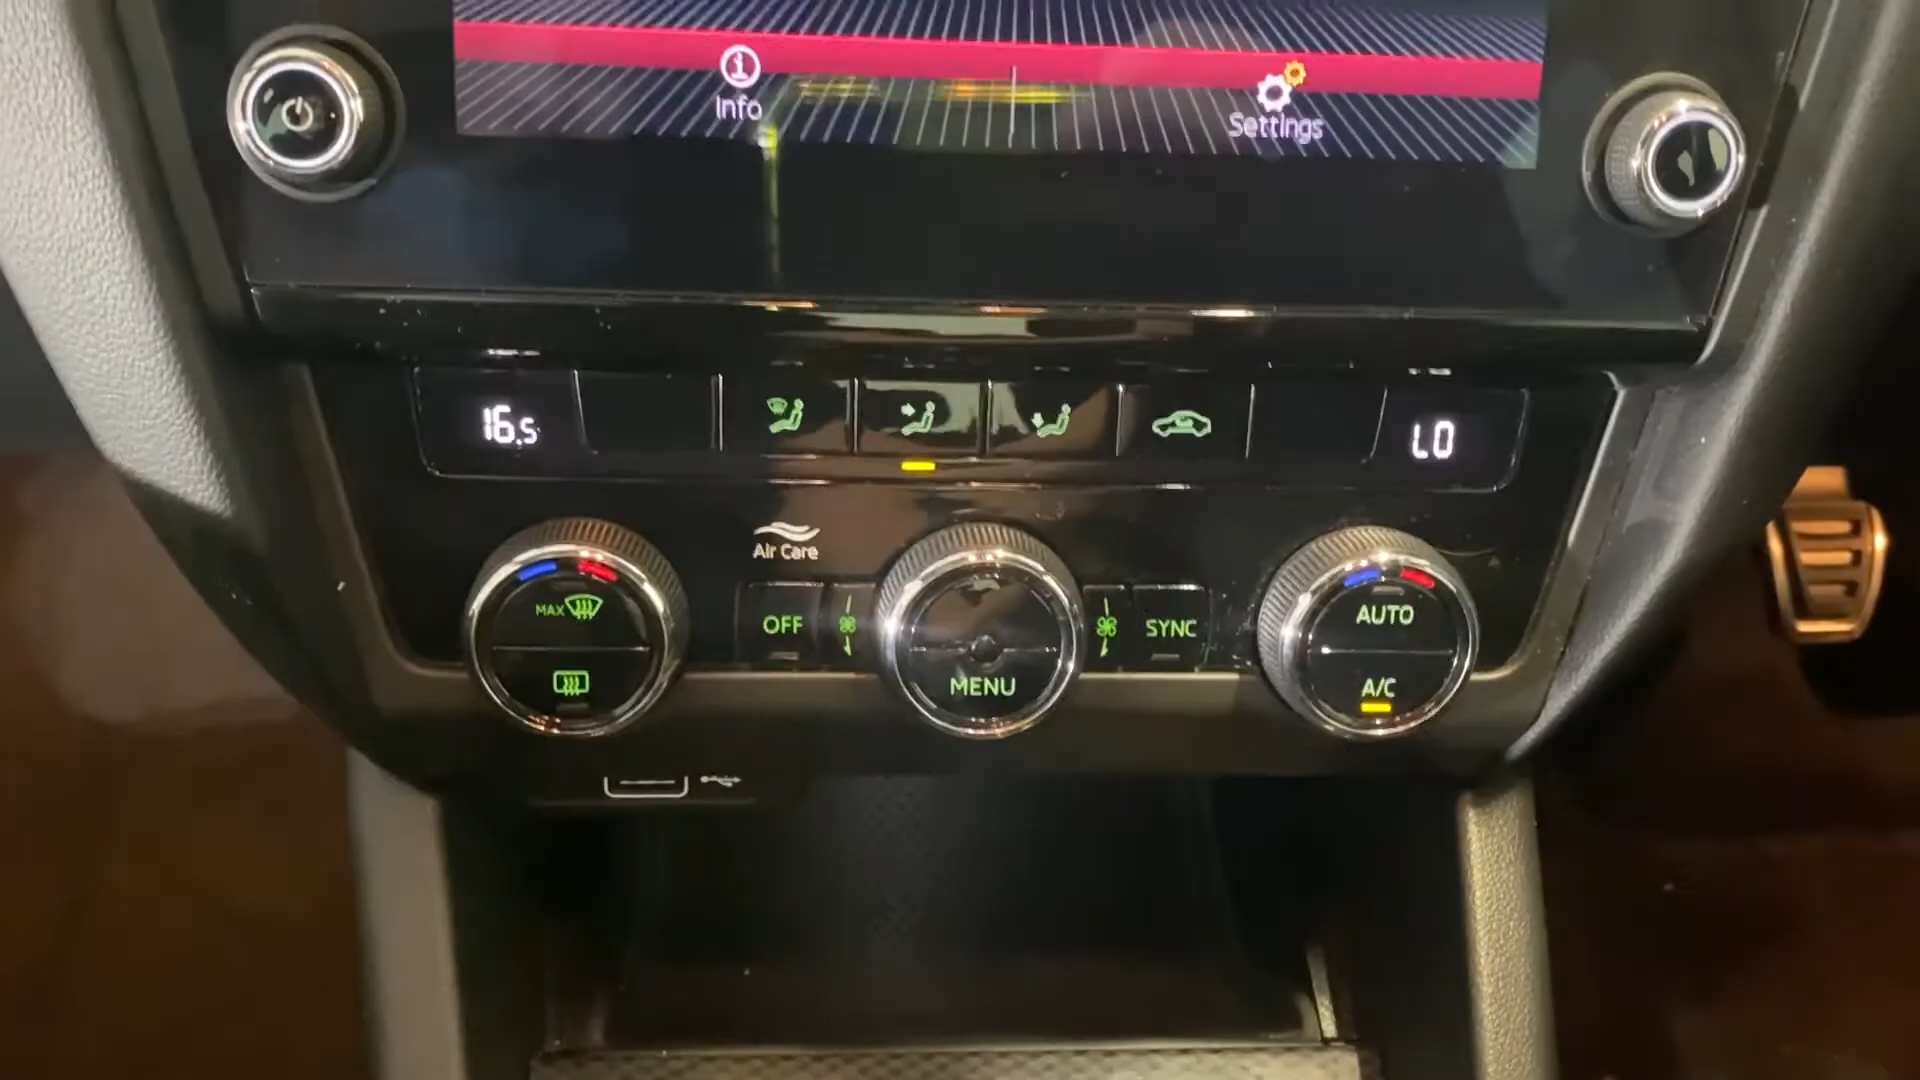 Info
Settings
16.5
LO
Air Care
MAX
OFF
SYNC
AUTO
MENU
A/C